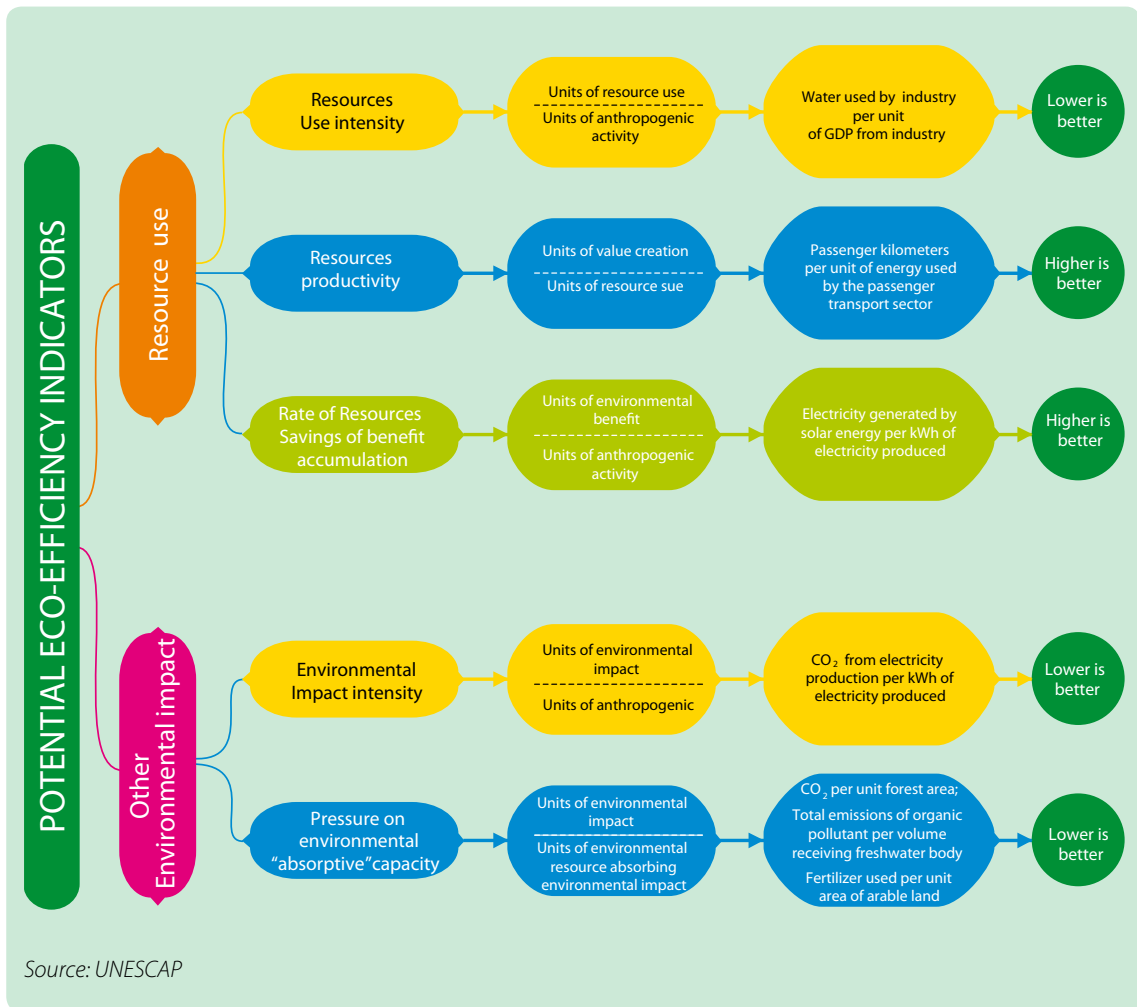 POTENTIAL ECO-EFFICIENCY INDICATORS
Resource use
Resources
Use intensity
Units of resource use
Units of anthropogenic
activity
Water used by industry
per unit
of GDP from industry
Lower is
better
Resources
productivity
Units of value creation
Units of resource sue
Passenger kilometers
per unit of energy used
by the passenger
transport sector
Higher is
better
Rate of Resources
Savings of benefit
accumulation
Units of environmental
benefit
Units of anthropogenic
activity
Electricity generated by
solar energy per kWh of
electricity produced
Higher is
better
Other
Environmental impact
Environmental
Impact intensity
Units of environmental
impact
Units of anthropogenic
CO₂ from electricity
production per kWh of
electricity produced
Lower is
better
Pressure on
environmental
"absorptive"capacity
Units of environmental
impact
Units of environmental
resource absorbing
environmental impact
CO₂ per unit forest area;
Total emissions of organic
pollutant per volume
receiving freshwater body
Fertilizer used per unit
area of arable land
Lower is
better
Source: UNESCAP